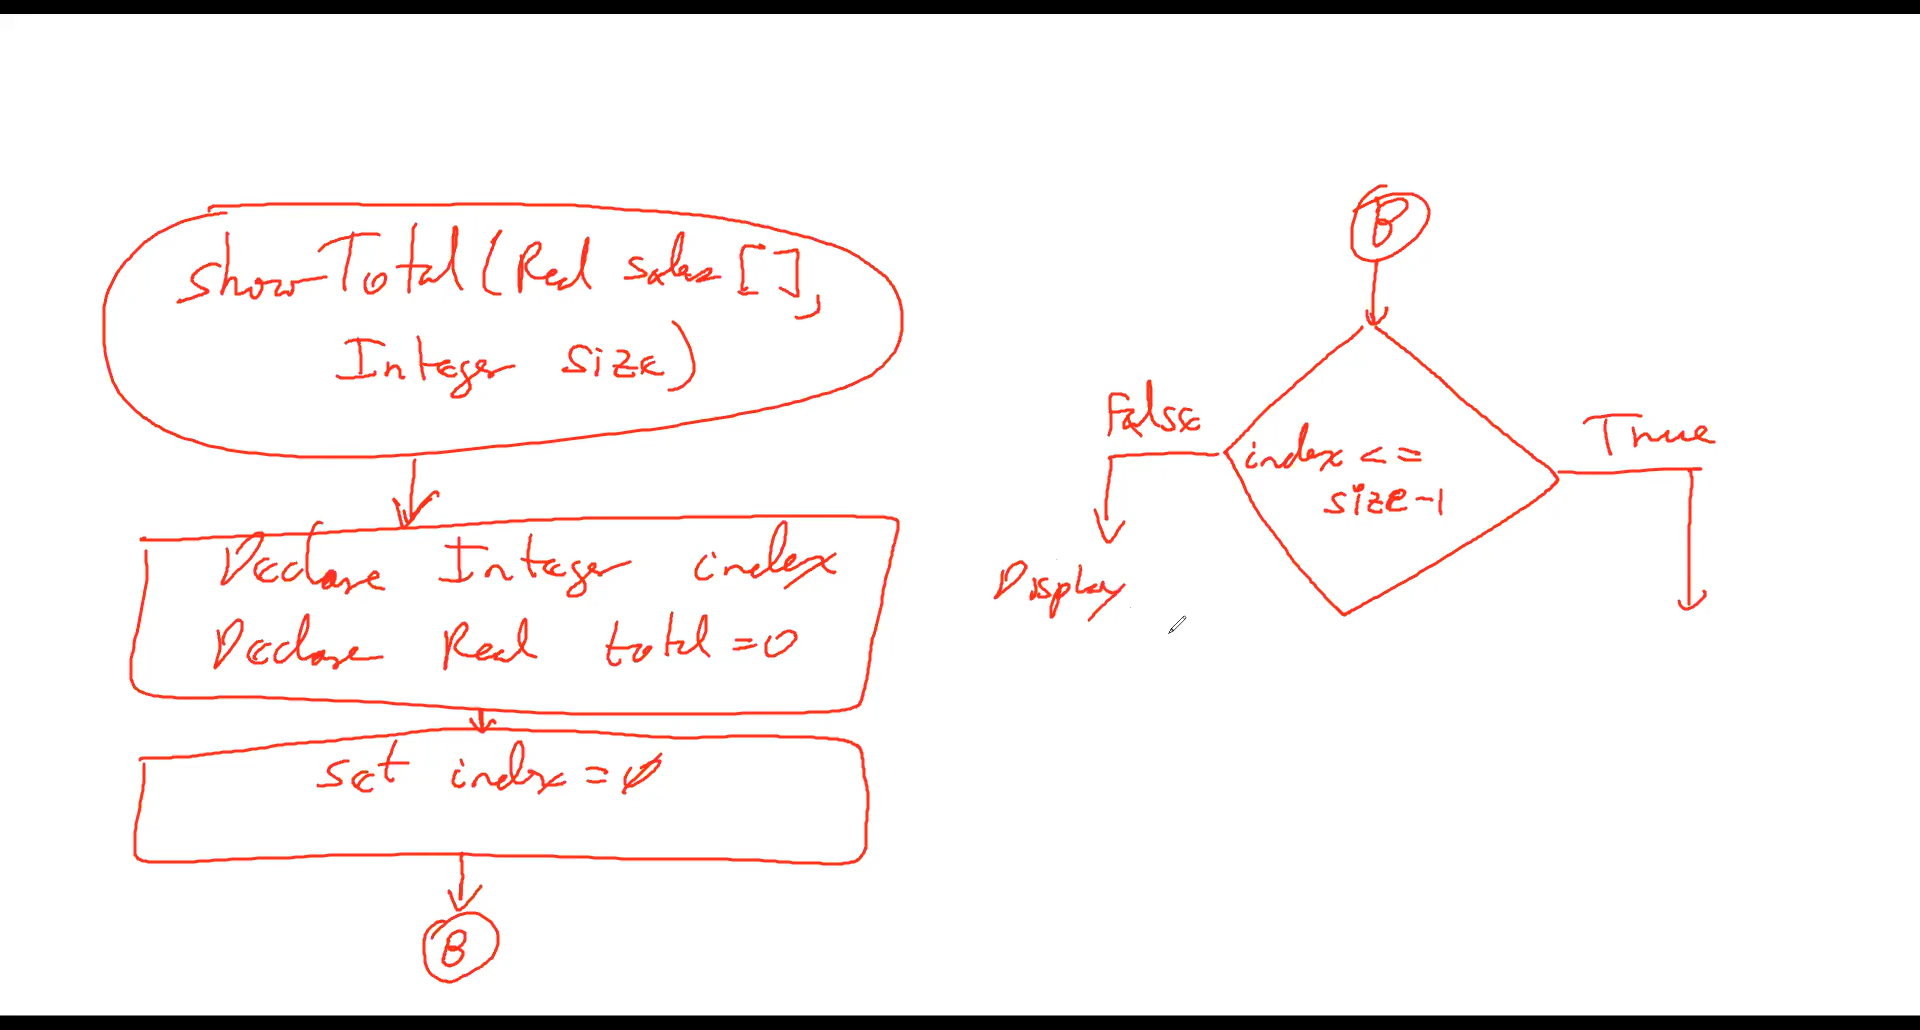 showTotal(Real sales[],
Integer size)
Declare Integer index
Declare Real total = 0
set index = 0
B
B
False
True
index <=
size-1
Display